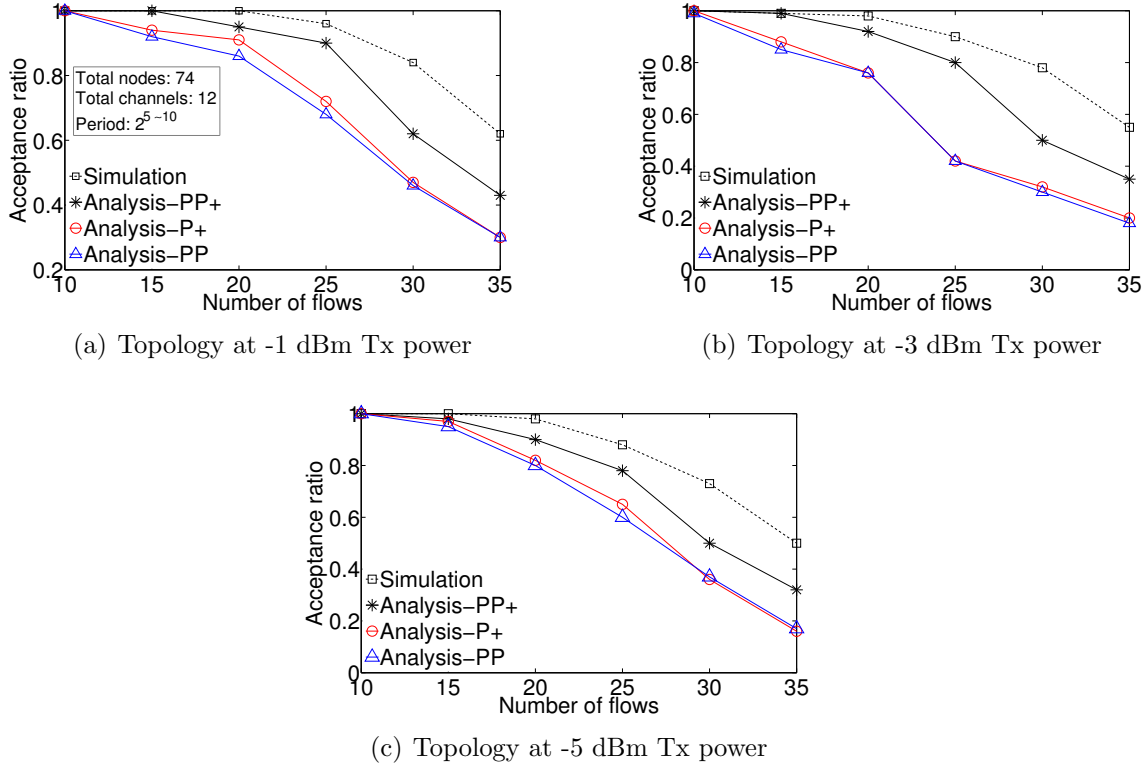 1
0.8
0.6
0.4
0.2
Acceptance ratio
Total nodes: 74
Total channels: 12
Period: 2^5~10
Simulation
Analysis-PP+
Analysis-P+
Analysis-PP
10 15 20 25 30 35
Number of flows
(a) Topology at -1 dBm Tx power
1
0.8
0.6
0.4
0.2
0
Acceptance ratio
Simulation
Analysis-PP+
Analysis-P+
Analysis-PP
10 15 20 25 30 35
Number of flows
(b) Topology at -3 dBm Tx power
1
0.8
0.6
0.4
0.2
0
Acceptance ratio
Simulation
Analysis-PP+
Analysis-P+
Analysis-PP
10 15 20 25 30 35
Number of flows
(c) Topology at -5 dBm Tx power